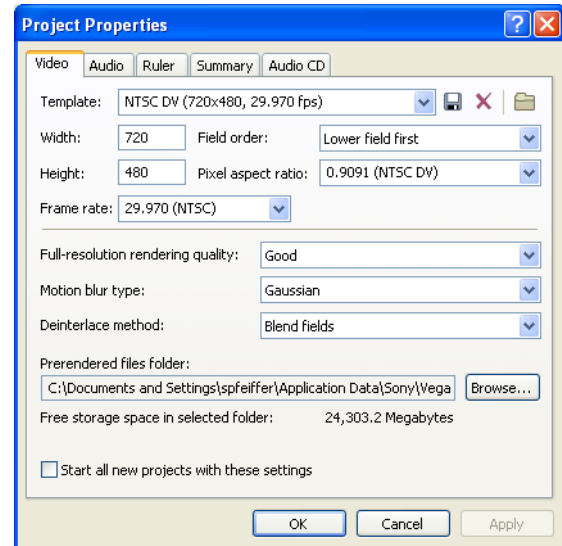 Project Properties
Video Audio Ruler Summary Audio CD
Template: NTSC DV (720x480, 29.970 fps)
Width: 720 Field order: Lower field first
Height: 480 Pixel aspect ratio: 0.9091 (NTSC DV)
Frame rate: 29.970 (NTSC)
Full-resolution rendering quality: Good
Motion blur type: Gaussian
Deinterlace method: Blend fields
Prerendered files folder:
C:\Documents and Settings\spfeiffer\Application Data\Sony\Vega Browse...
Free storage space in selected folder: 24,303.2 Megabytes
Start all new projects with these settings
OK Cancel Apply